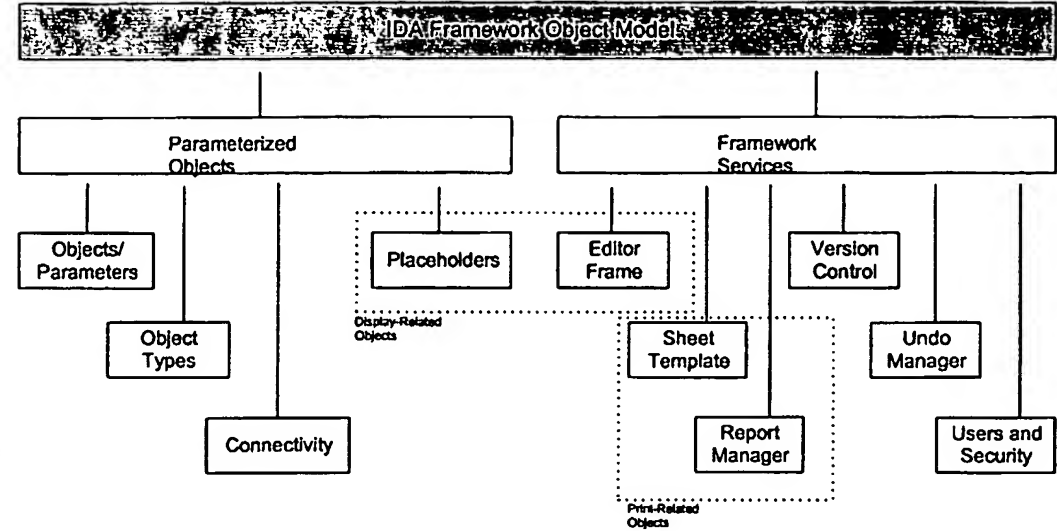 IDA Framework Object Model
Parameterized
Objects
Framework
Services
Objects/
Parameters
Placeholders
Editor
Frame
Version
Control
Display-Related
Objects
Object
Types
Sheet
Template
Undo
Manager
Connectivity
Report
Manager
Users and
Security
Print-Related
Objects